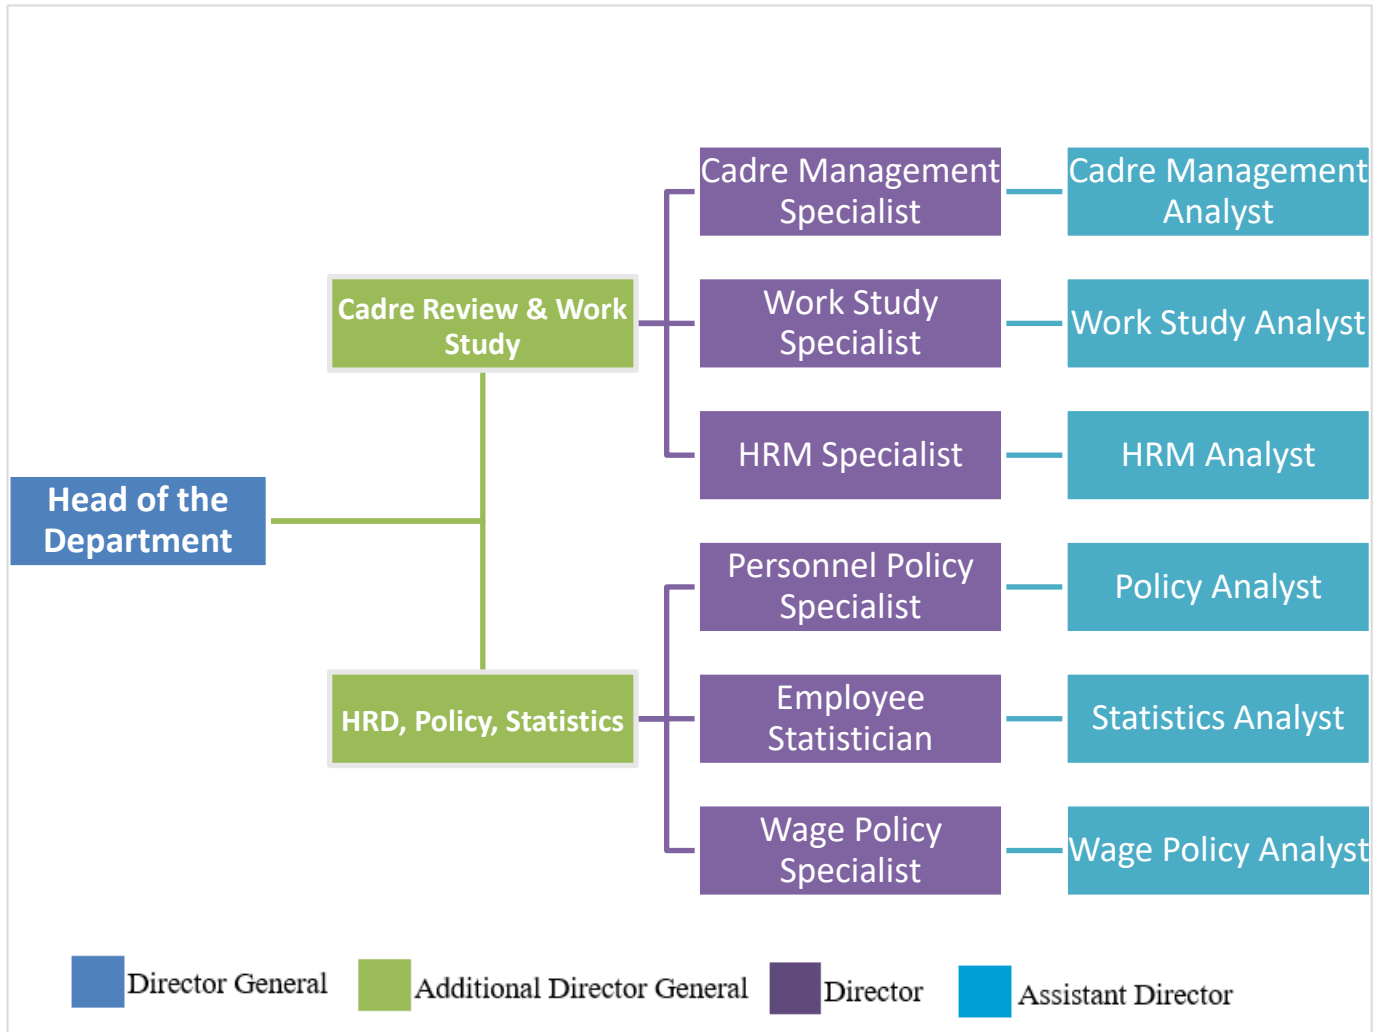 Cadre Management
Specialist
Cadre Management
Analyst
Cadre Review & Work
Study
Work Study
Specialist
Work Study Analyst
HRM Specialist
HRM Analyst
Head of the
Department
Personnel Policy
Specialist
Policy Analyst
HRD, Policy, Statistics
Employee
Statistician
Statistics Analyst
Wage Policy
Specialist
Wage Policy Analyst
Director General
Additional Director General
Director
Assistant Director